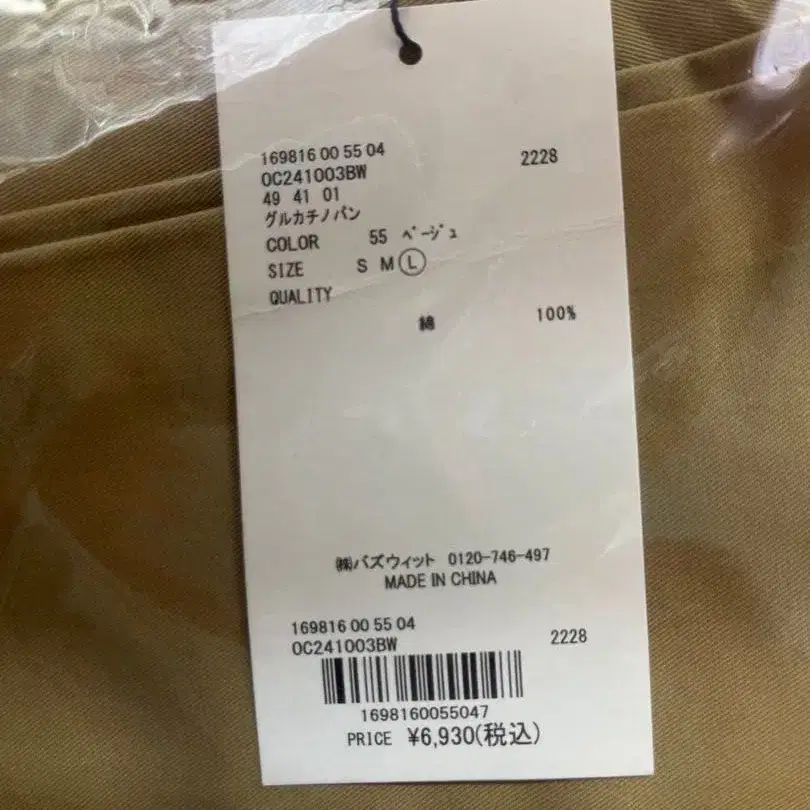 169816 00 55 04 2228
OC241003BW
49 41 01
グルカチノパン
COLOR 55 ベージュ
SIZE S M Ⓛ
QUALITY
綿 100%
㈱バズウィット 0120-746-497
MADE IN CHINA
169816 00 55 04
OC241003BW 2228
1698160055047
PRICE ¥6,930(税込)